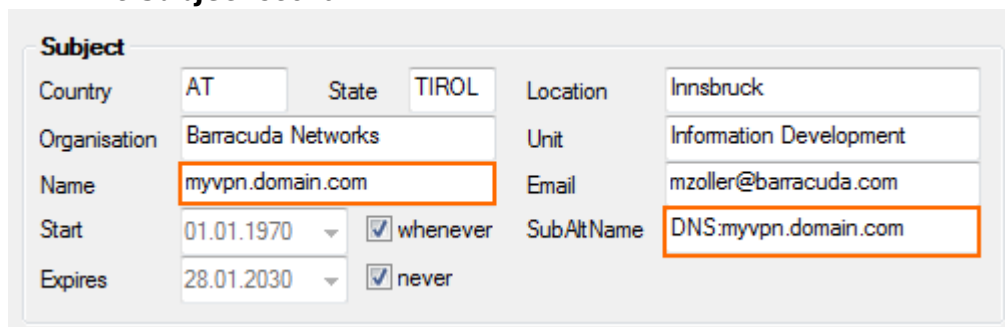 Subject
Country AT State TIROL Location Innsbruck
Organisation Barracuda Networks Unit Information Development
Name myvpn.domain.com Email mzoller@barracuda.com
Start 01.01.1970 whenever SubAltName DNS:myvpn.domain.com
Expires 28.01.2030 never